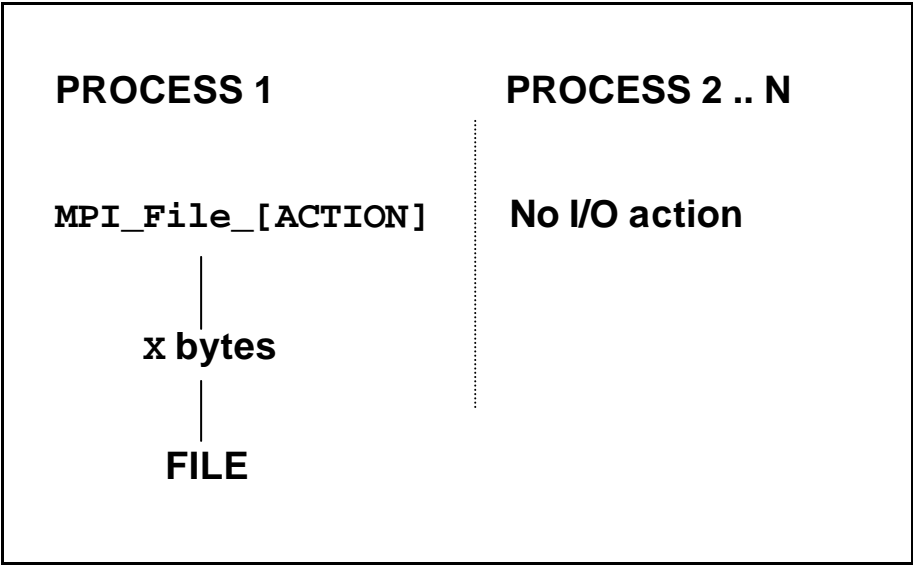 PROCESS 1
PROCESS 2 .. N
MPI_File_[ACTION]
No I/O action
x bytes
FILE